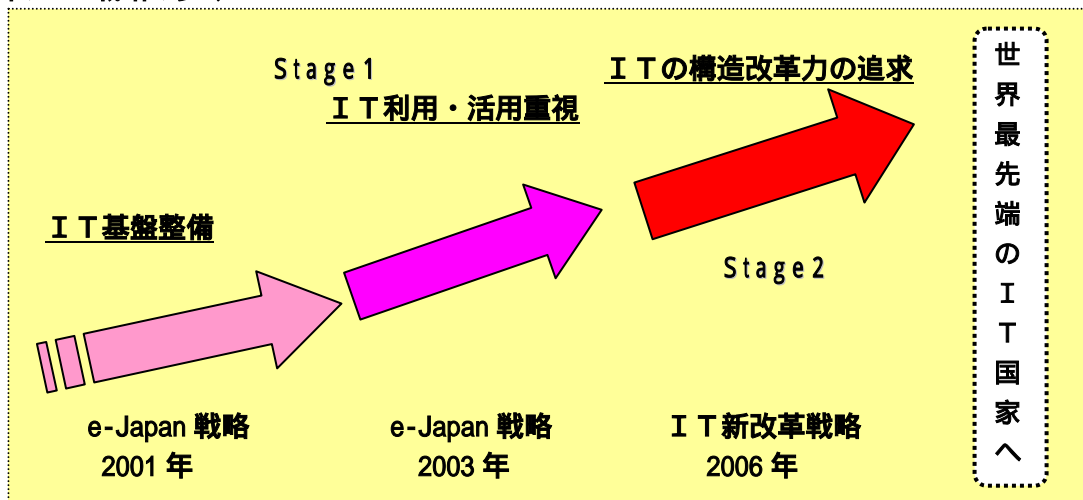 Stage1
ＩＴ利用・活用重視
ＩＴの構造改革力の追求
ＩＴ基盤整備
Stage2
e-Japan 戦略
2001 年
e-Japan 戦略
2003 年
ＩＴ新改革戦略
2006 年
世界最先端のＩＴ国家へ